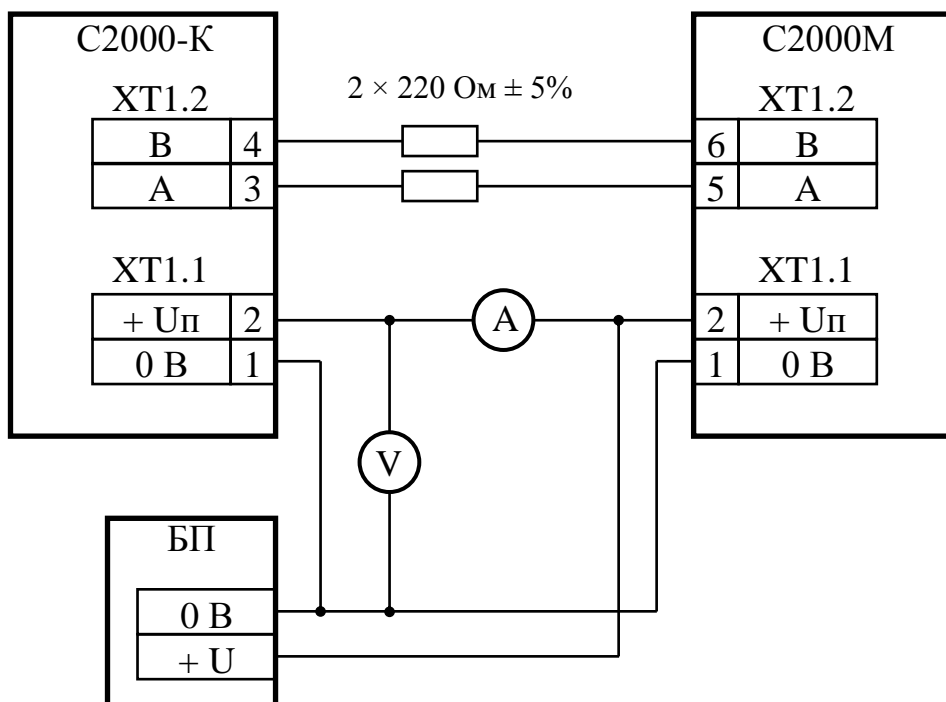 С2000-К
С2000М
2 × 220 Ом ± 5%
XT1.2
В 4
А 3
XT1.2
6 В
5 А
XT1.1
+ Uп 2
0 В 1
А
XT1.1
2 + Uп
1 0 В
V
БП
0 В
+ U